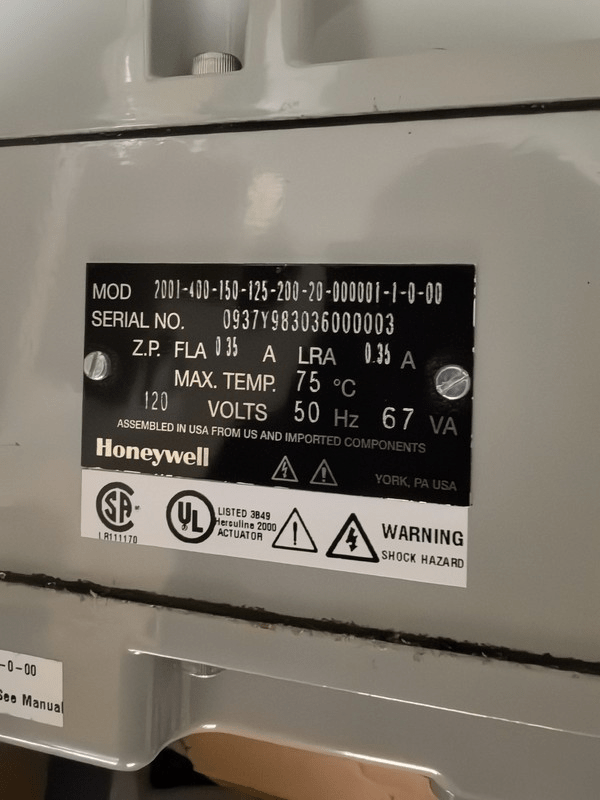 MOD 2001-400-150-125-200-20-000001-1-0-00
SERIAL NO. 0937Y983036000003
Z.P. FLA 0.35 A LRA 0.35 A
MAX. TEMP. 75 °C
120 VOLTS 50 Hz 67 VA
ASSEMBLED IN USA FROM US AND IMPORTED COMPONENTS
Honeywell
YORK, PA USA
SA
LR111170
UL
LISTED 3B49
Herculine 2000
ACTUATOR
WARNING
SHOCK HAZARD
-0-00
See Manual